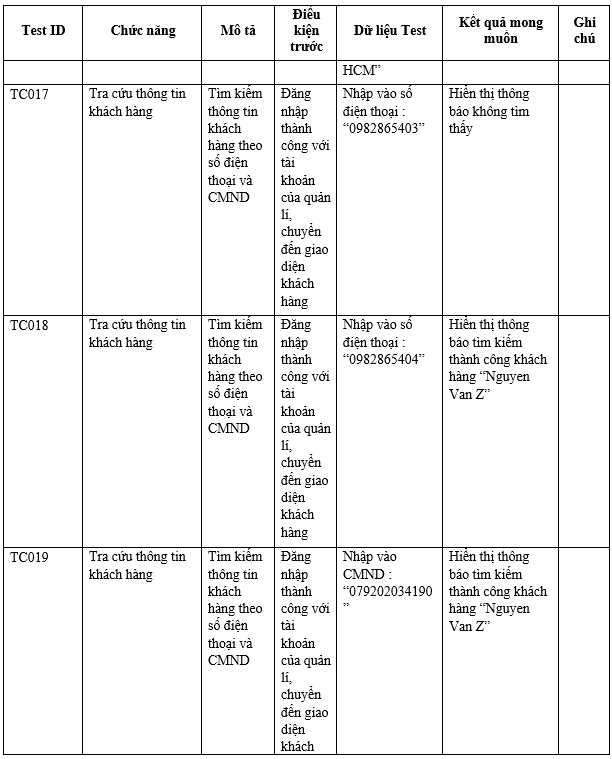 Test ID
Chức năng
Mô tả
Điều
kiện
trước
Dữ liệu Test
Kết quả mong
muốn
Ghi
chú
HCM”
TC017
Tra cứu thông tin
khách hàng
Tìm kiếm
thông tin
khách
hàng theo
số điện
thoại và
CMND
Đăng
nhập
thành
công với
tài
khoản
của quản
lí,
chuyển
đến giao
diện
khách
hàng
Nhập vào số
điện thoại :
“0982865403”
Hiển thị thông
báo không tìm
thấy
TC018
Tra cứu thông tin
khách hàng
Tìm kiếm
thông tin
khách
hàng theo
số điện
thoại và
CMND
Đăng
nhập
thành
công với
tài
khoản
của quản
lí,
chuyển
đến giao
diện
khách
hàng
Nhập vào số
điện thoại :
“0982865404”
Hiển thị thông
báo tìm kiếm
thành công khách
hàng “Nguyen
Van Z”
TC019
Tra cứu thông tin
khách hàng
Tìm kiếm
thông tin
khách
hàng theo
số điện
thoại và
CMND
Đăng
nhập
thành
công với
tài
khoản
của quản
lí,
chuyển
đến giao
diện
khách
Nhập vào
CMND :
“079202034190
”
Hiển thị thông
báo tìm kiếm
thành công khách
hàng “Nguyen
Van Z”